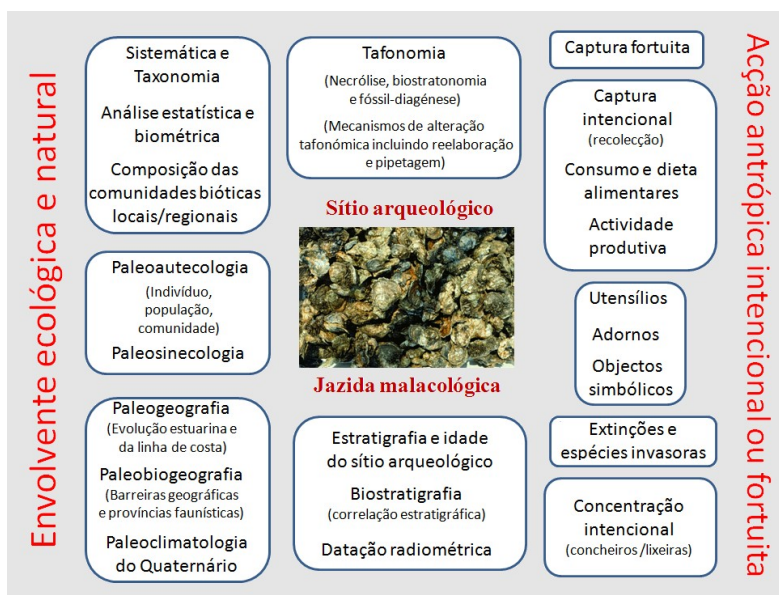 Envolvente ecológica e natural
Sistemática e
Taxonomia
Análise estatística e
biométrica
Composição das
comunidades bióticas
locais/regionais
Paleoautecologia
(Indivíduo,
população,
comunidade)
Paleosinecologia
Paleogeografia
(Evolução estuarina e
da linha de costa)
Paleobiogeografia
(Barreiras geográficas
e províncias faunísticas)
Paleoclimatologia
do Quaternário
Tafonomia
(Necrólise, biostratonomia
e fóssil-diagénese)
(Mecanismos de alteração
tafonómica incluindo reelaboração
e pipetagem)
Sítio arqueológico
Jazida malacológica
Estratigrafia e idade
do sítio arqueológico
Biostratigrafia
(correlação estratigráfica)
Datação radiométrica
Captura fortuita
Captura
intencional
(recolecção)
Consumo e dieta
alimentares
Actividade
produtiva
Utensílios
Adornos
Objectos
simbólicos
Extinções e
espécies invasoras
Concentração
intencional
(concheiros /lixeiras)
Acção antrópica intencional ou fortuita